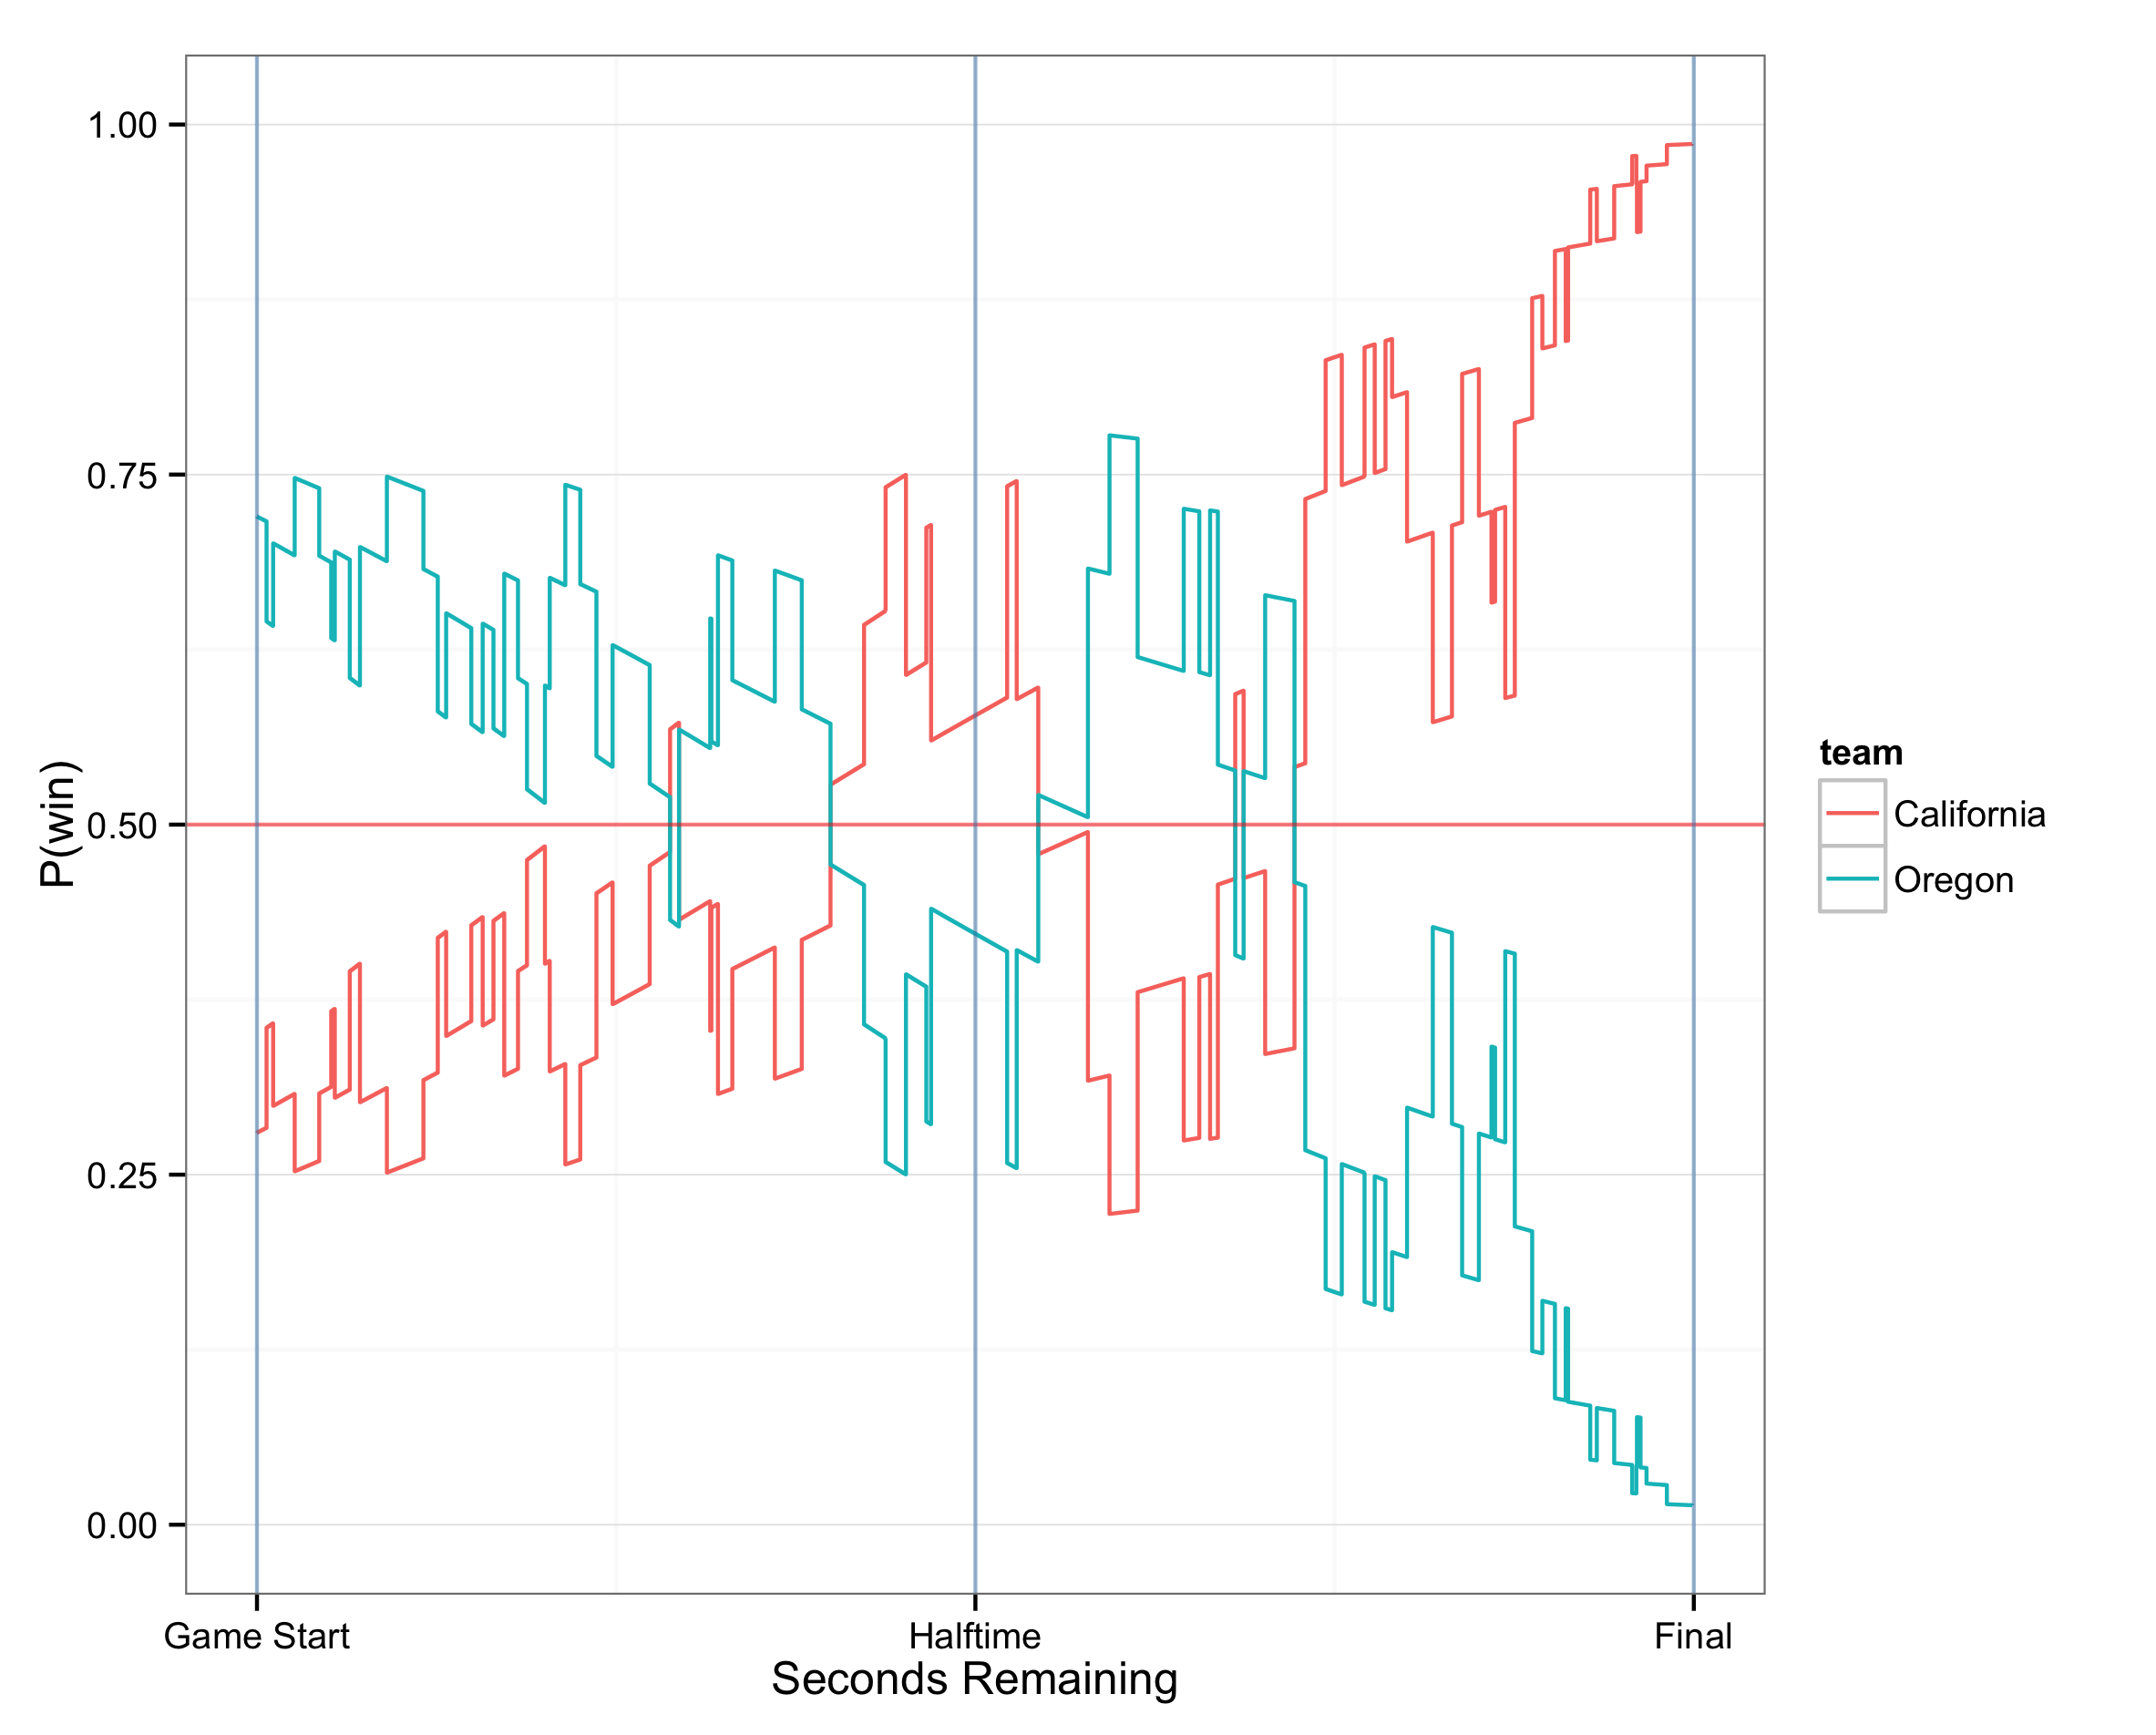 P(win)
1.00
0.75
0.50
0.25
0.00
Game Start
Halftime
Final
Seconds Remaining
team
California
Oregon